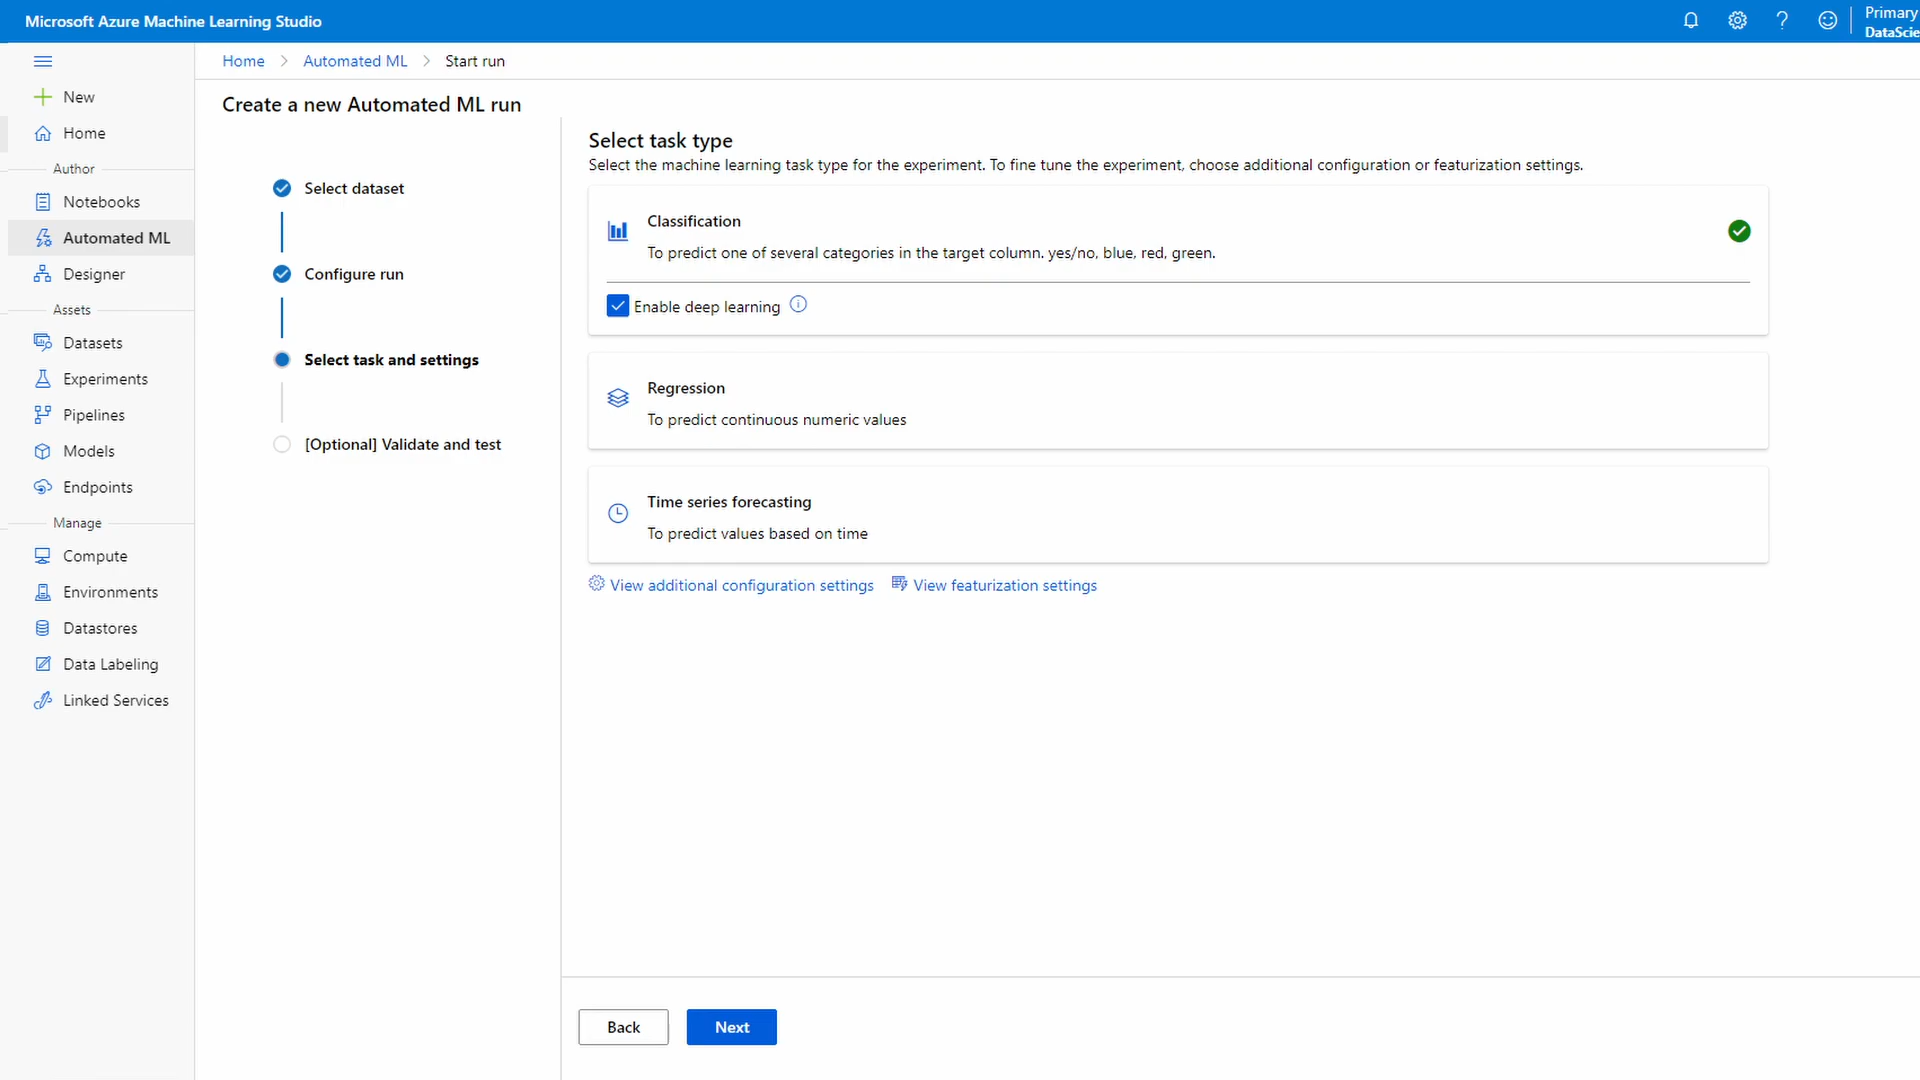 Microsoft Azure Machine Learning Studio
Primary
DataScie
New
Home
Author
Notebooks
Automated ML
Designer
Assets
Datasets
Experiments
Pipelines
Models
Endpoints
Manage
Compute
Environments
Datastores
Data Labeling
Linked Services
Home > Automated ML > Start run
Create a new Automated ML run
Select dataset
Configure run
Select task and settings
[Optional] Validate and test
Select task type
Select the machine learning task type for the experiment. To fine tune the experiment, choose additional configuration or featurization settings.
Classification
To predict one of several categories in the target column. yes/no, blue, red, green.
Enable deep learning
Regression
To predict continuous numeric values
Time series forecasting
To predict values based on time
View additional configuration settings
View featurization settings
Back
Next